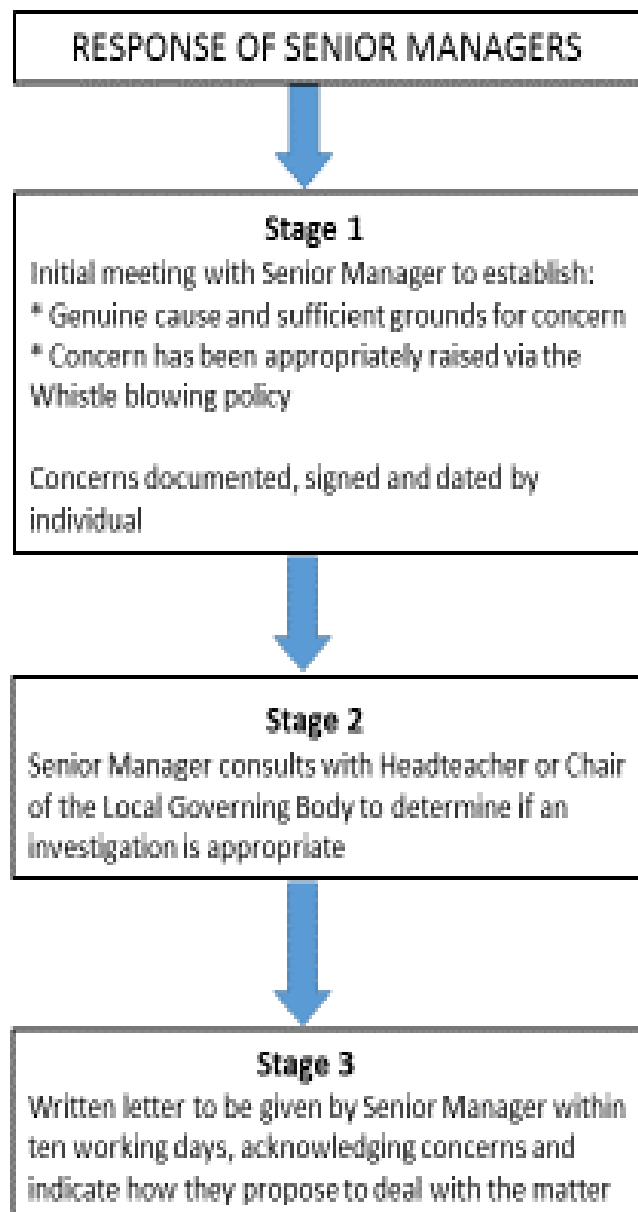 RESPONSE OF SENIOR MANAGERS
Stage 1
Initial meeting with Senior Manager to establish:
* Genuine cause and sufficient grounds for concern
* Concern has been appropriately raised via the
Whistle blowing policy
Concerns documented, signed and dated by
individual
Stage 2
Senior Manager consults with Headteacher or Chair
of the Local Governing Body to determine if an
investigation is appropriate
Stage 3
Written letter to be given by Senior Manager within
ten working days, acknowledging concerns and
indicate how they propose to deal with the matter